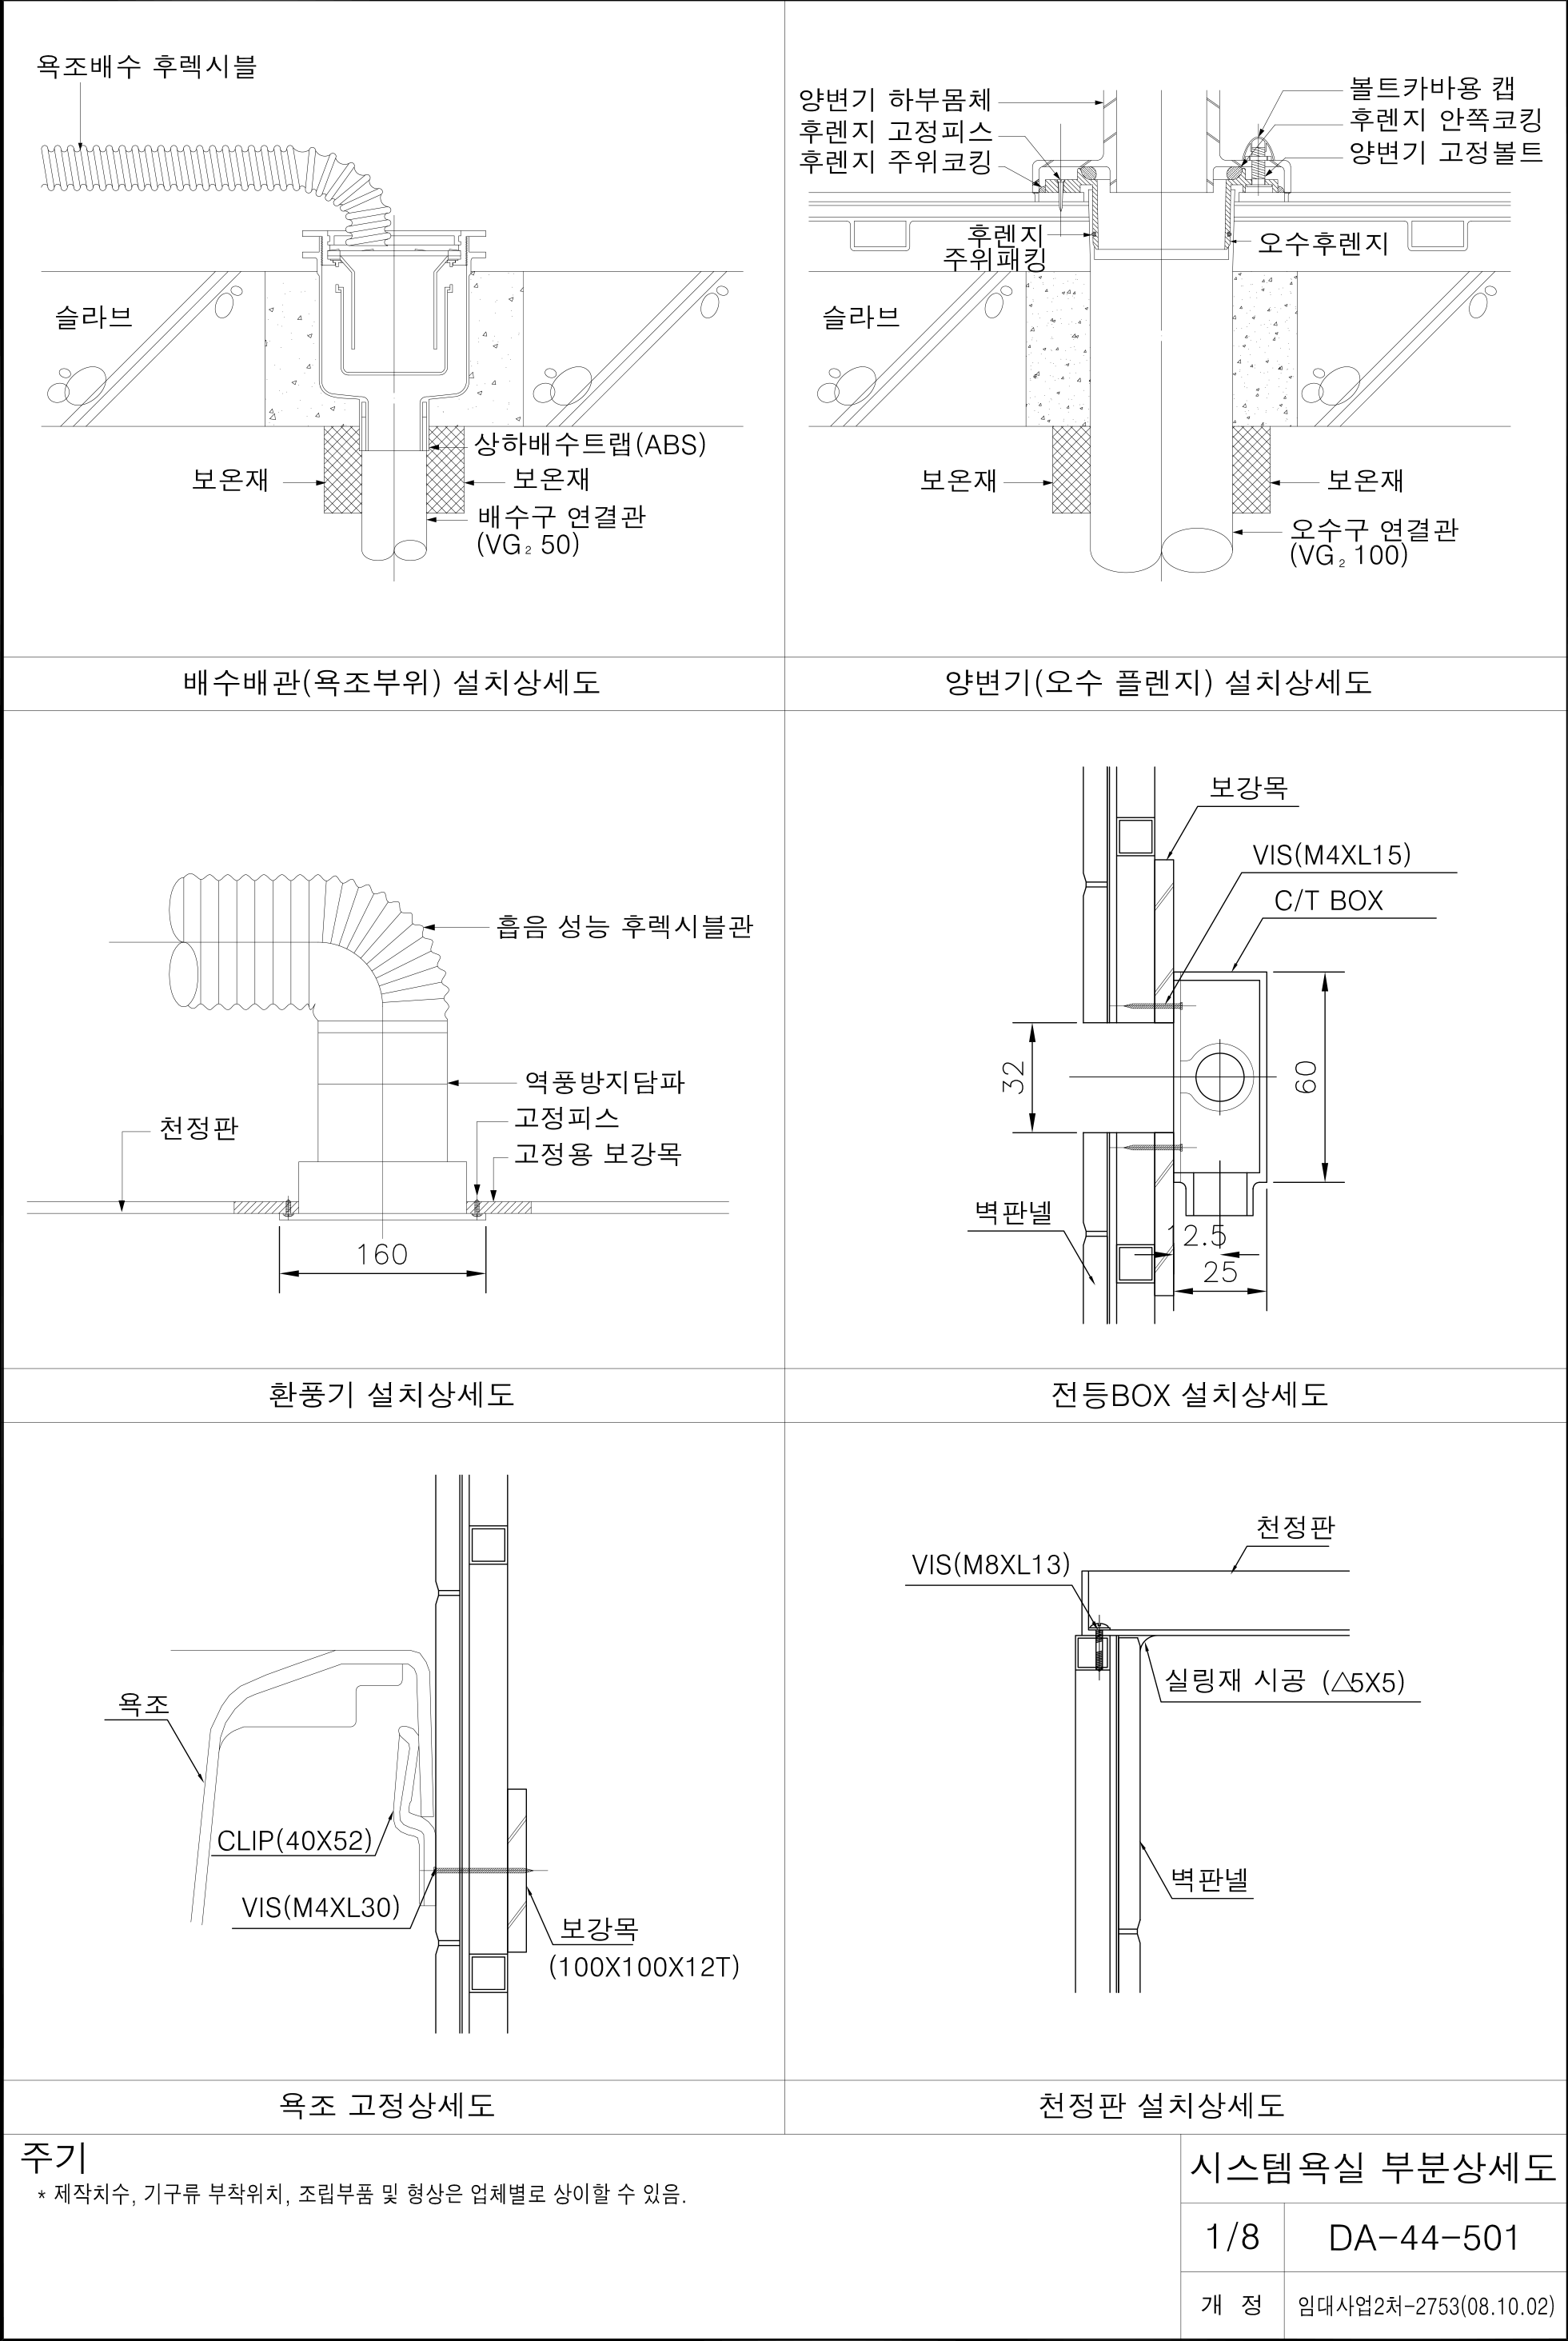 욕조배수 후렉시블
슬라브
상하배수트랩(ABS)
보온재
보온재
배수구 연결관
(VG₂ 50)
배수배관(욕조부위) 설치상세도
양변기 하부몸체
후렌지 고정피스
후렌지 주위코킹
볼트카바용 캡
후렌지 안쪽코킹
양변기 고정볼트
후렌지
주위패킹
오수후렌지
슬라브
보온재
보온재
오수구 연결관
(VG₂ 100)
양변기(오수 플렌지) 설치상세도
흡음 성능 후렉시블관
역풍방지담파
고정피스
고정용 보강목
천정판
160
환풍기 설치상세도
보강목
VIS(M4XL15)
C/T BOX
32
60
벽판넬
12.5
25
전등BOX 설치상세도
욕조
CLIP(40X52)
VIS(M4XL30)
보강목
(100X100X12T)
욕조 고정상세도
천정판
VIS(M8XL13)
실링재 시공 (△5X5)
벽판넬
천정판 설치상세도
주기
* 제작치수, 기구류 부착위치, 조립부품 및 형상은 업체별로 상이할 수 있음.
시스템욕실 부분상세도
1/8
DA-44-501
개 정
임대사업2처-2753(08.10.02)